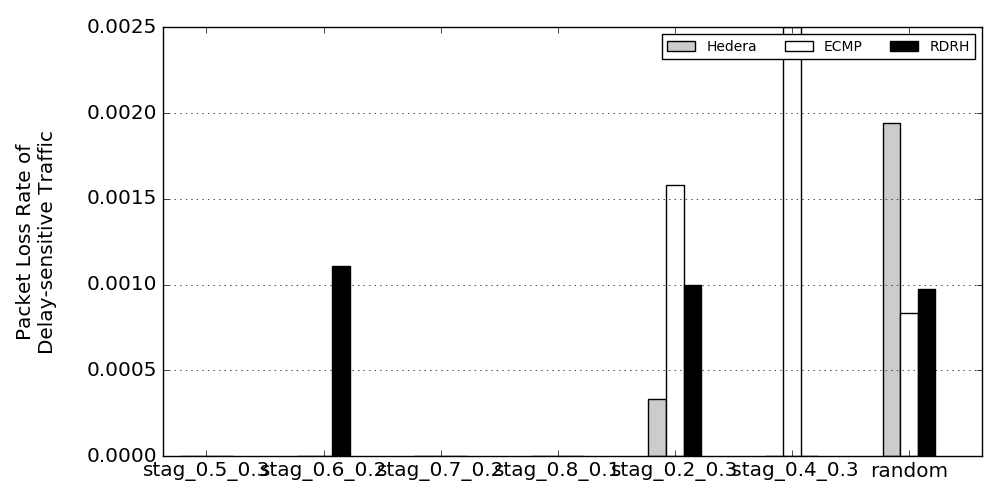 0.0025
0.0020
0.0015
0.0010
0.0005
0.0000
Packet Loss Rate of
Delay-sensitive Traffic
Hedera ECMP RDRH
stag_0.5_0.3 stag_0.6_0.2 stag_0.7_0.2 stag_0.8_0.1 stag_0.2_0.3 stag_0.4_0.3 random